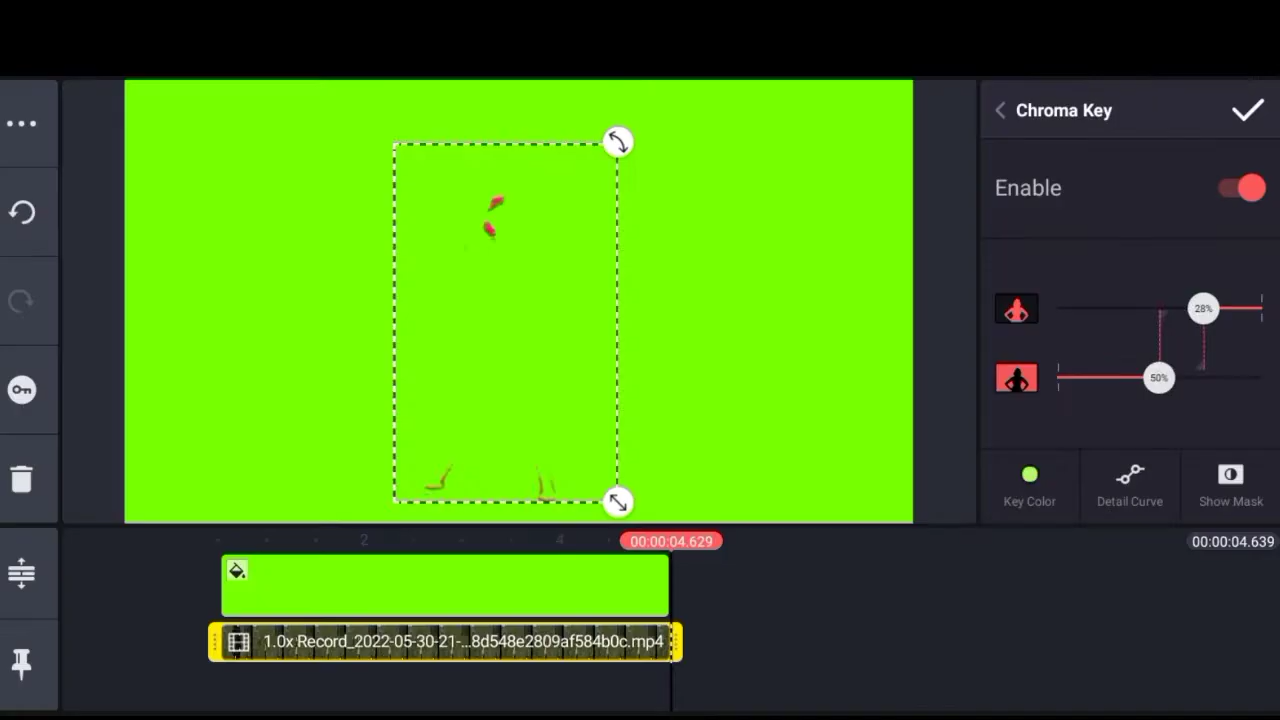 Chroma Key
Enable
28%
50%
Key Color
Detail Curve
Show Mask
2
4
00:00:04.629
00:00:04.639
1.0x Record_2022-05-30-21-...8d548e2809af584b0c.mp4